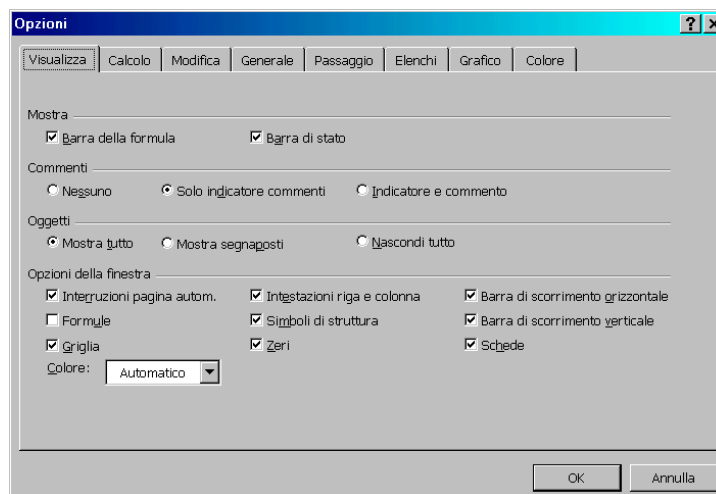 Opzioni
Visualizza Calcolo Modifica Generale Passaggio Elenchi Grafico Colore
Mostra
Barra della formula Barra di stato
Commenti
Nessuno Solo indicatore commenti Indicatore e commento
Oggetti
Mostra tutto Mostra segnaposti Nascondi tutto
Opzioni della finestra
Interruzioni pagina autom. Intestazioni riga e colonna Barra di scorrimento orizzontale
Formule Simboli di struttura Barra di scorrimento verticale
Griglia Zeri Schede
Colore: Automatico
OK Annulla